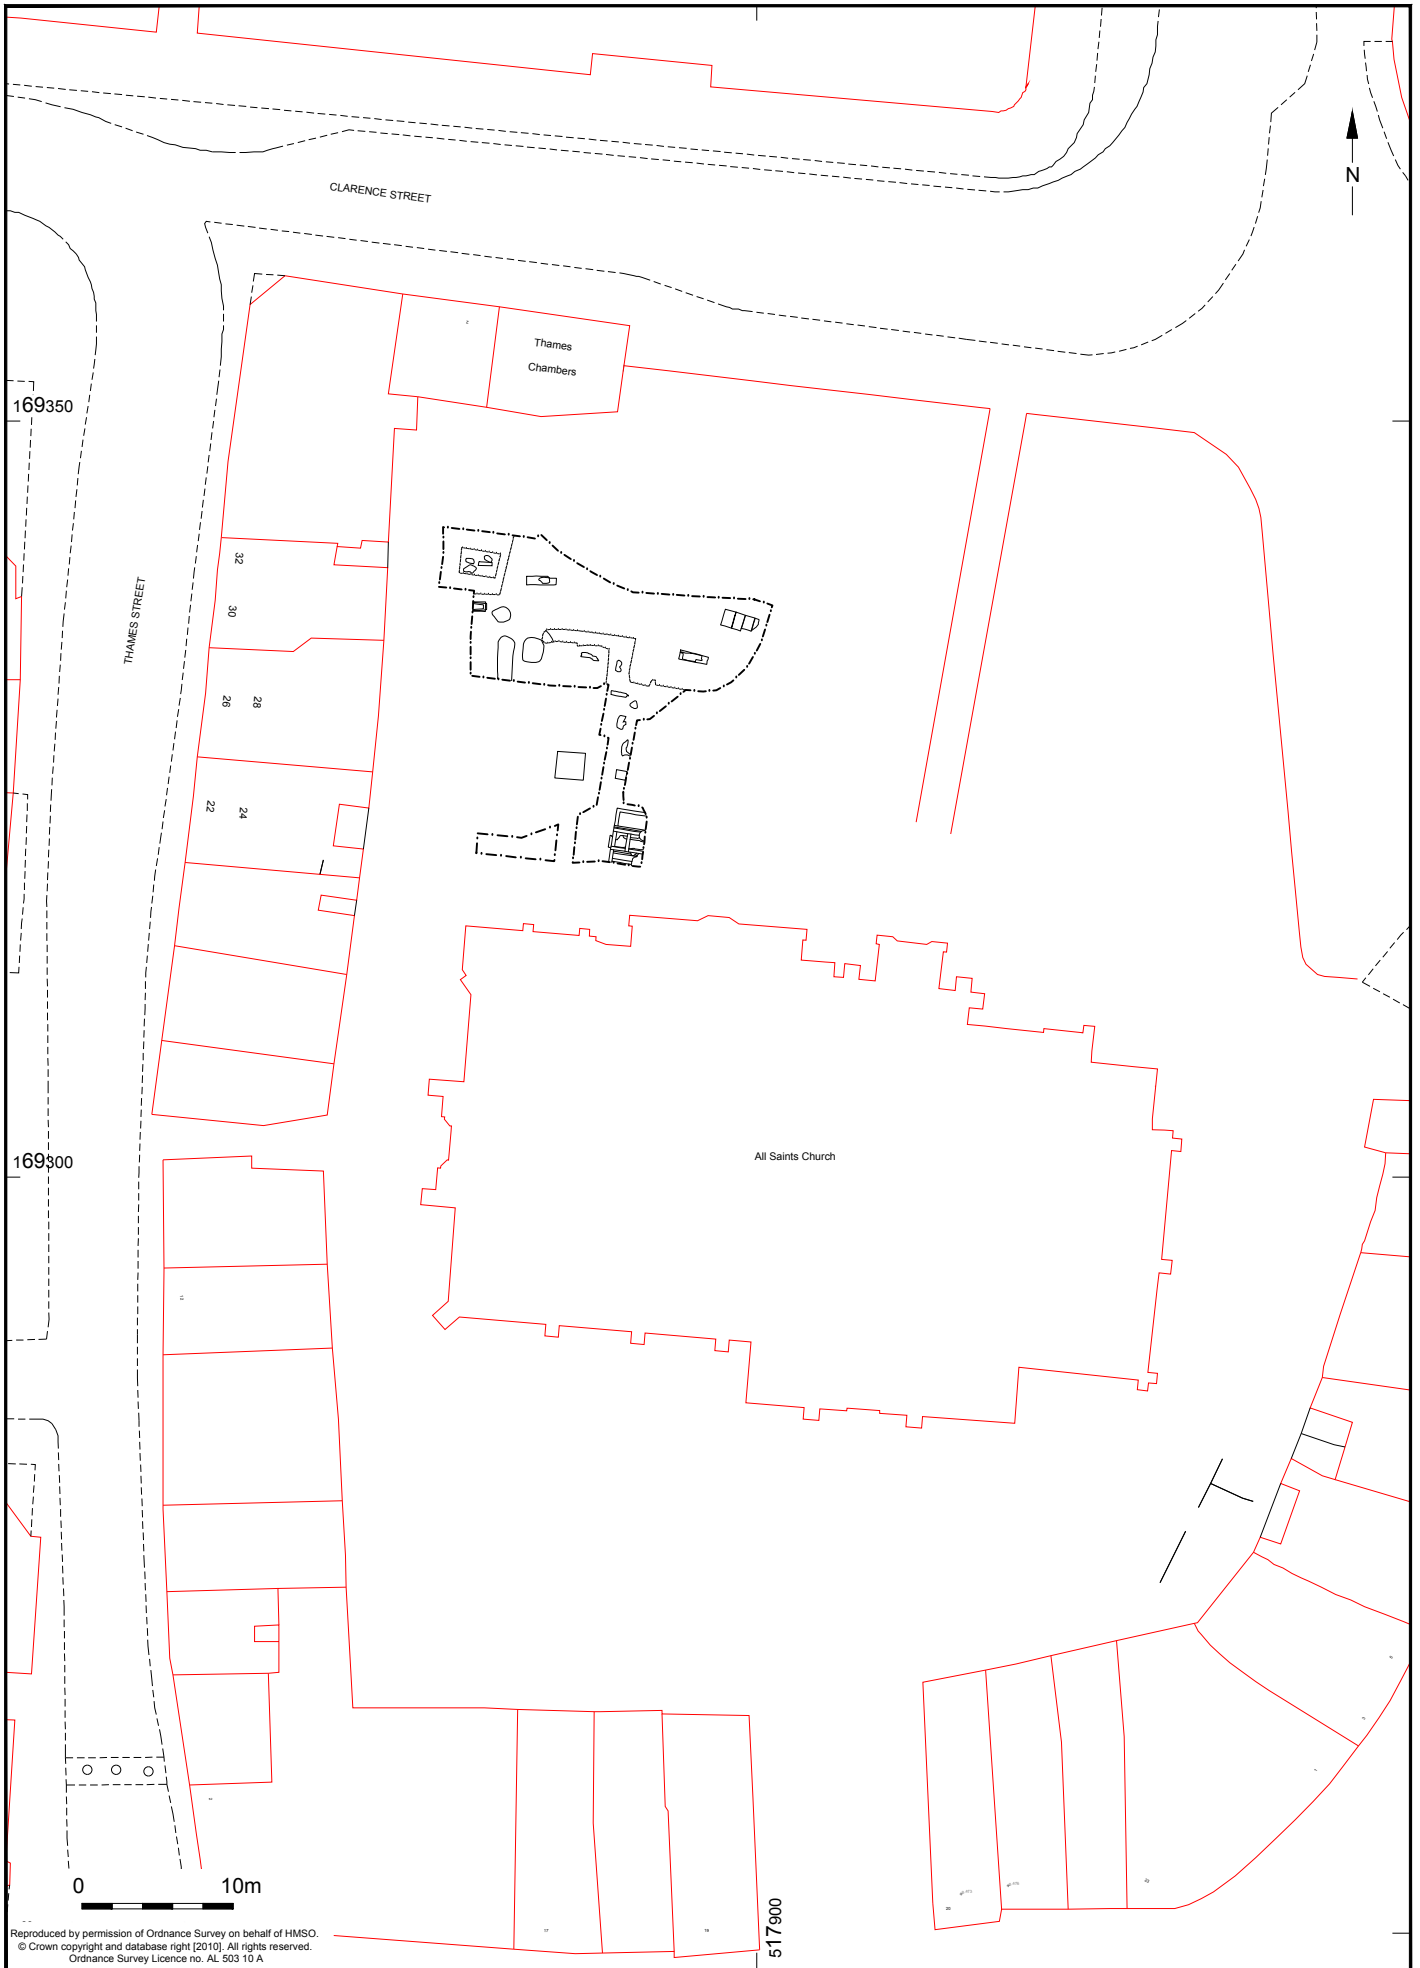 CLARENCE STREET
N
2
Thames
Chambers
169350
32
30
THAMES STREET
26
28
22
24
All Saints Church
169300
0
10m
517900
17
Reproduced by permission of Ordnance Survey on behalf of HMSO.
© Crown copyright and database right [2010]. All rights reserved.
Ordnance Survey Licence no. AL 503 10 A